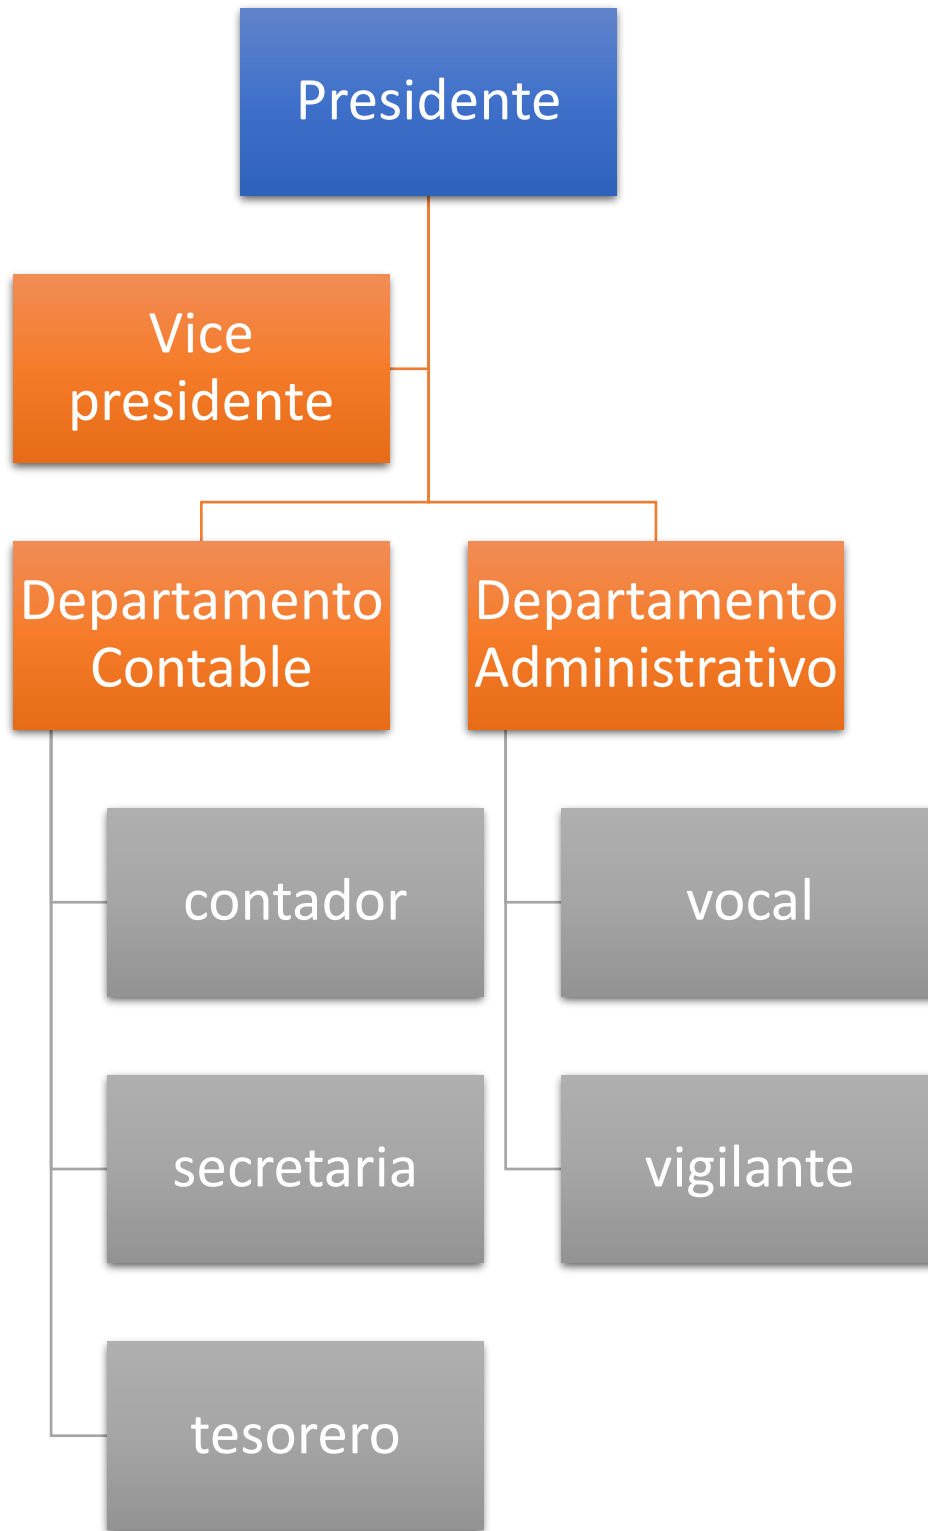 Presidente
Vice
presidente
Departamento
Contable
Departamento
Administrativo
contador
vocal
secretaria
vigilante
tesorero